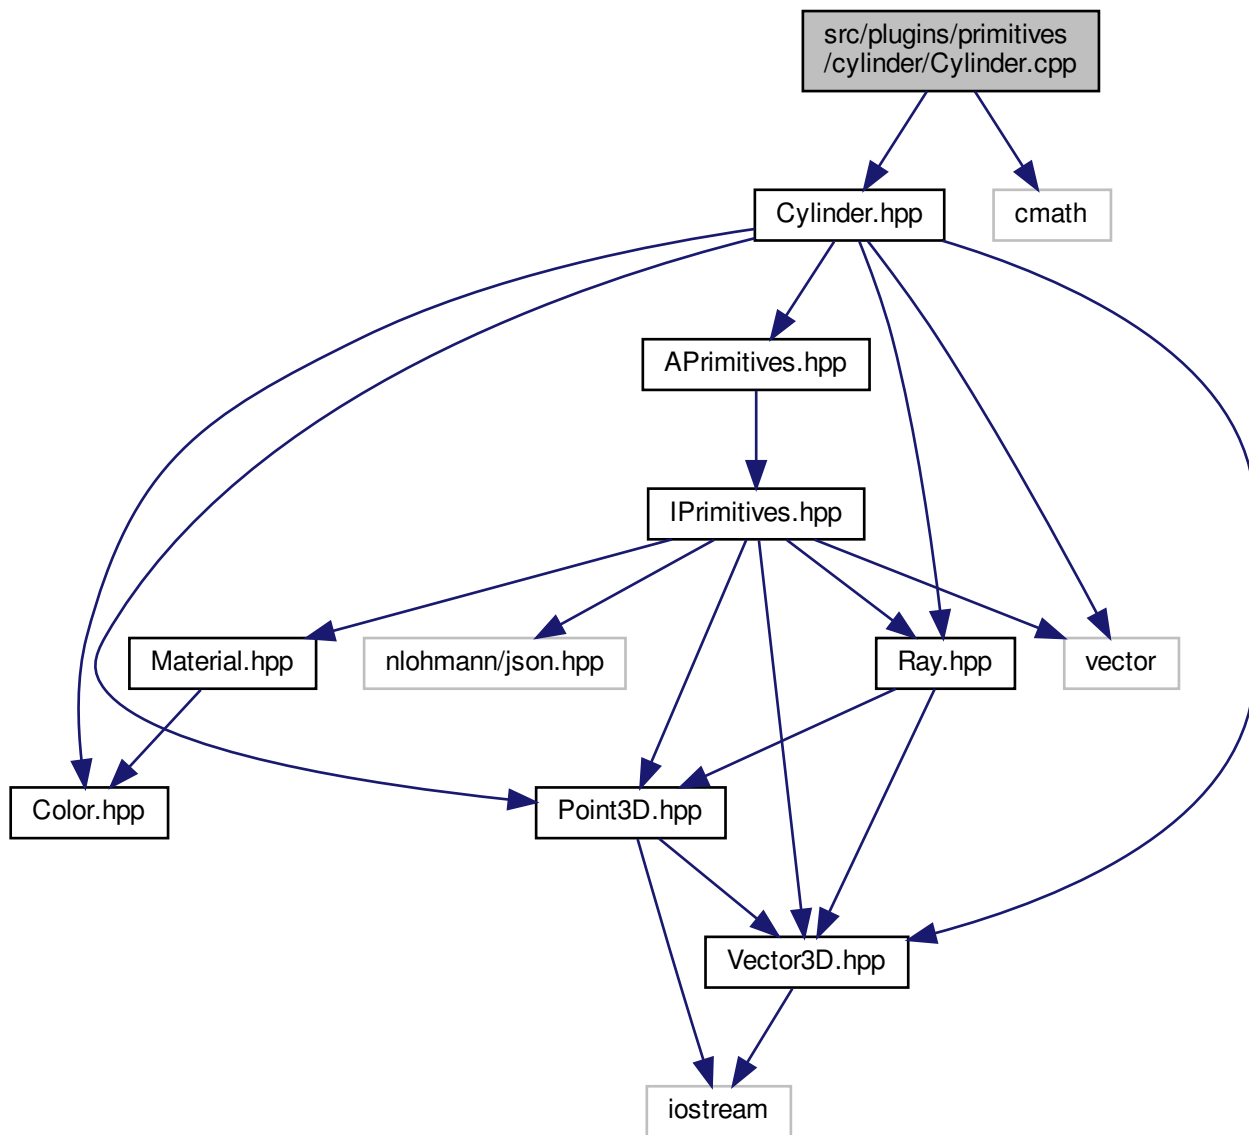 src/plugins/primitives
/cylinder/Cylinder.cpp
Cylinder.hpp
cmath
APrimitives.hpp
IPrimitives.hpp
Material.hpp
nlohmann/json.hpp
Ray.hpp
vector
Color.hpp
Point3D.hpp
Vector3D.hpp
iostream